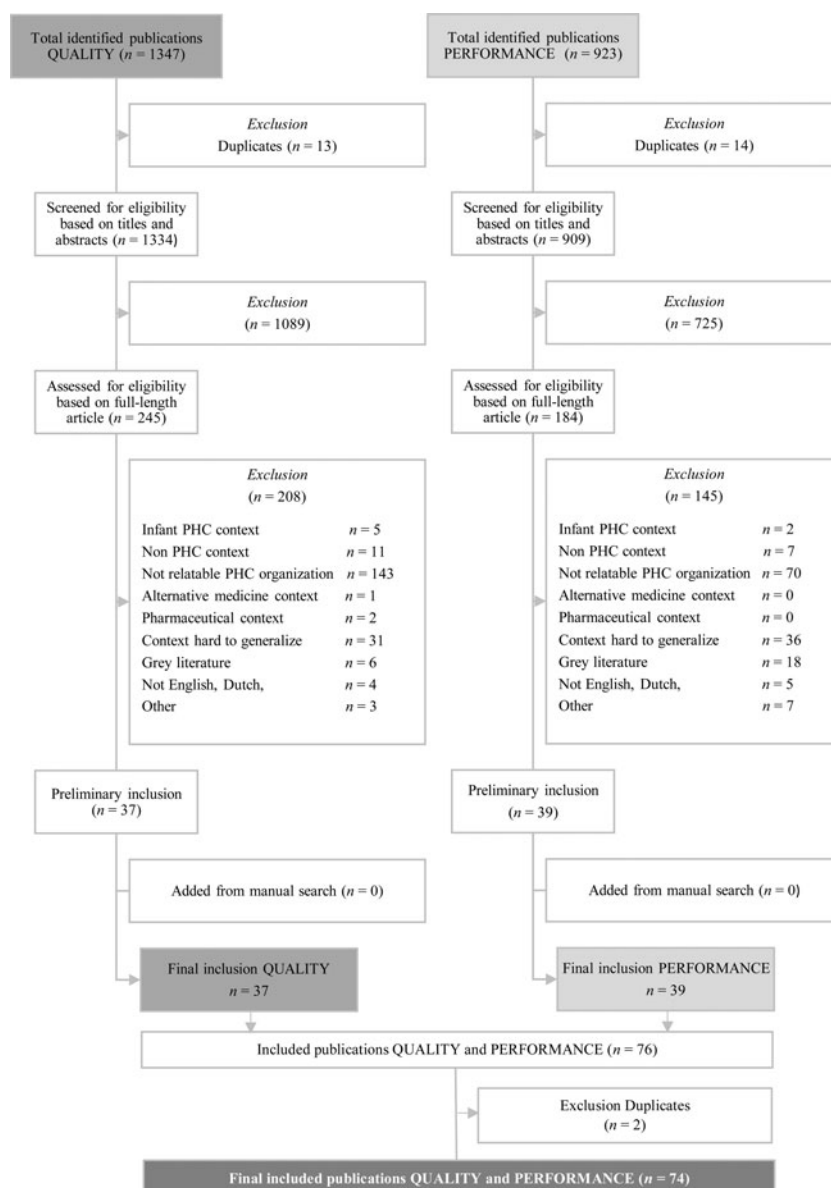 Total identified publications
QUALITY (n = 1347)
Total identified publications
PERFORMANCE (n = 923)
Exclusion
Duplicates (n = 13)
Exclusion
Duplicates (n = 14)
Screened for eligibility
based on titles and
abstracts (n = 1334)
Screened for eligibility
based on titles and
abstracts (n = 909)
Exclusion
(n = 1089)
Exclusion
(n = 725)
Assessed for eligibility
based on full-length
article (n = 245)
Assessed for eligibility
based on full-length
article (n = 184)
Exclusion
(n = 208)
Infant PHC context n = 5
Non PHC context n = 11
Not relatable PHC organization n = 143
Alternative medicine context n = 1
Pharmaceutical context n = 2
Context hard to generalize n = 31
Grey literature n = 6
Not English, Dutch, n = 4
Other n = 3
Exclusion
(n = 145)
Infant PHC context n = 2
Non PHC context n = 7
Not relatable PHC organization n = 70
Alternative medicine context n = 0
Pharmaceutical context n = 0
Context hard to generalize n = 36
Grey literature n = 18
Not English, Dutch, n = 5
Other n = 7
Preliminary inclusion
(n = 37)
Preliminary inclusion
(n = 39)
Added from manual search (n = 0)
Added from manual search (n = 0)
Final inclusion QUALITY
n = 37
Final inclusion PERFORMANCE
n = 39
Included publications QUALITY and PERFORMANCE (n = 76)
Exclusion Duplicates
(n = 2)
Final included publications QUALITY and PERFORMANCE (n = 74)